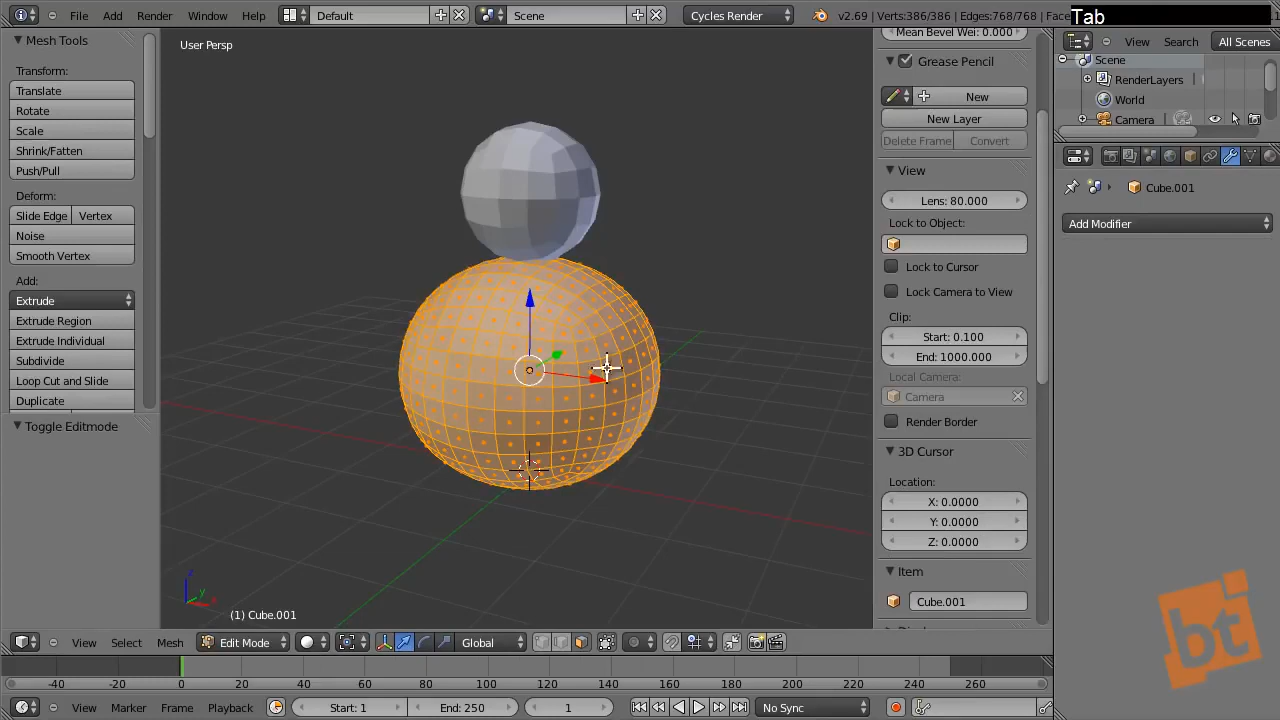 File Add Render Window Help Default Scene Cycles Render v2.69 | Verts:386/386 | Edges:768/768 | Face
Tab
Mesh Tools
Transform:
Translate
Rotate
Scale
Shrink/Fatten
Push/Pull
Deform:
Slide Edge Vertex
Noise
Smooth Vertex
Add:
Extrude
Extrude Region
Extrude Individual
Subdivide
Loop Cut and Slide
Duplicate
Toggle Editmode
User Persp
(1) Cube.001
z
y
x
Mean Bevel Wei: 0.000
Grease Pencil
New
New Layer
Delete Frame Convert
View
Lens: 80.000
Lock to Object:
Lock to Cursor
Lock Camera to View
Clip:
Start: 0.100
End: 1000.000
Local Camera:
Camera
Render Border
3D Cursor
Location:
X: 0.0000
Y: 0.0000
Z: 0.0000
Item
Cube.001
View Search All Scenes
Scene
RenderLayers
World
Camera
Cube.001
Add Modifier
bt
View Select Mesh Edit Mode Global
-40 -20 0 20 40 60 80 100 120 140 160 180 200 220 240 260
View Marker Frame Playback Start: 1 End: 250 1 No Sync